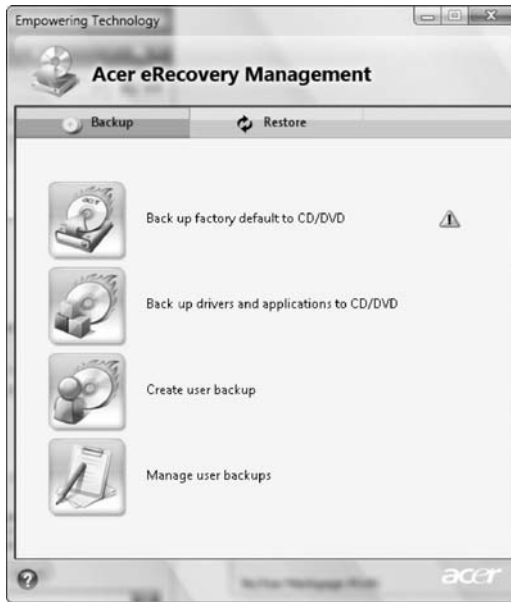 Empowering Technology
Acer eRecovery Management
Backup
Restore
Back up factory default to CD/DVD
Back up drivers and applications to CD/DVD
Create user backup
Manage user backups
acer